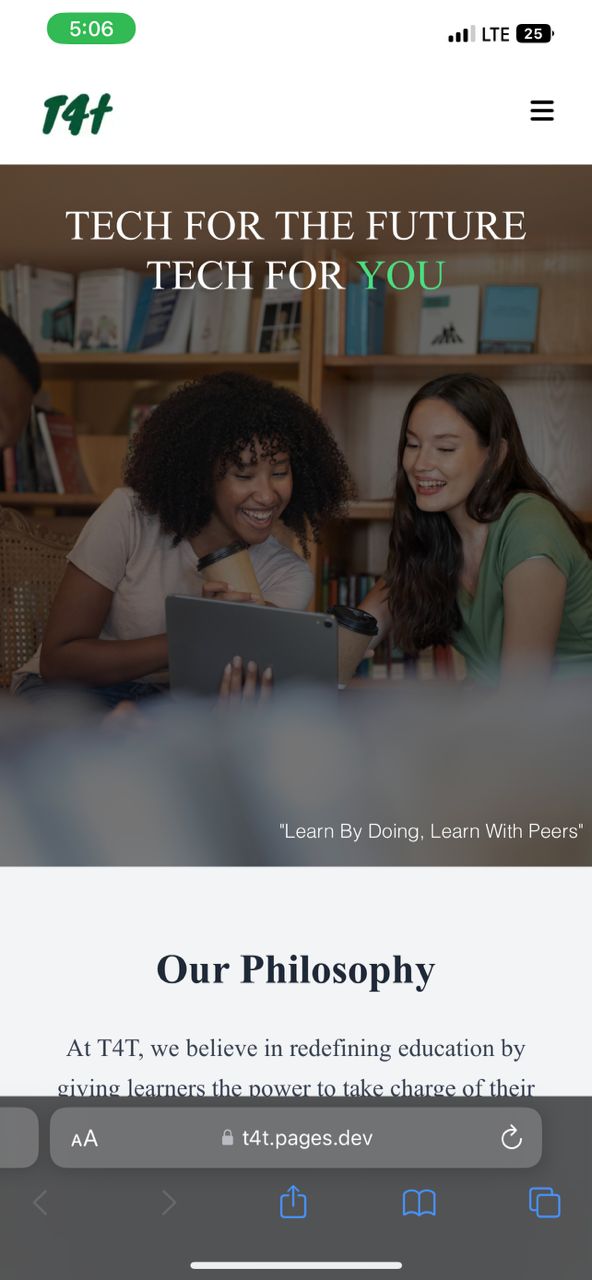 5:06
LTE 25
T4t
TECH FOR THE FUTURE
TECH FOR YOU
"Learn By Doing, Learn With Peers"
Our Philosophy
At T4T, we believe in redefining education by
giving learners the power to take charge of their
AA t4t.pages.dev